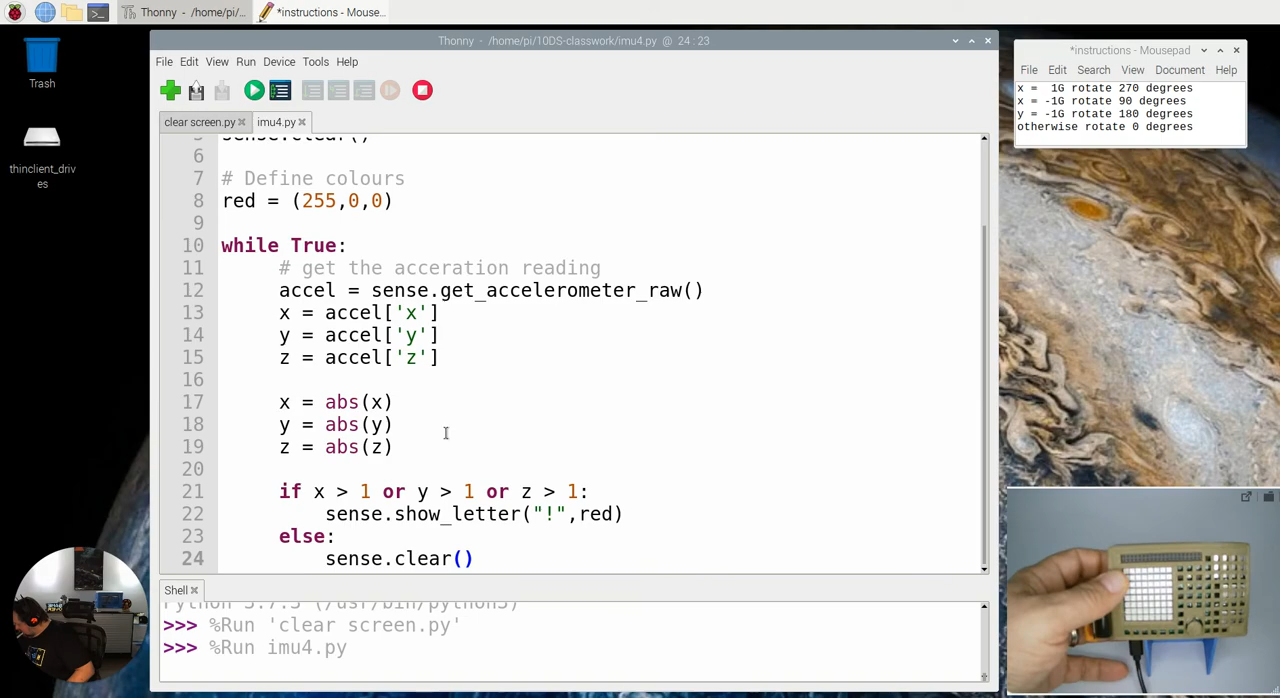 Thonny - /home/pi/...
*instructions - Mouse...
Trash
thinclient_driv
es
Thonny - /home/pi/10DS-classwork/imu4.py @ 24 : 23
File Edit View Run Device Tools Help
clear screen.py
imu4.py
5 sense.clear()
6
7 # Define colours
8 red = (255,0,0)
9
10 while True:
11 # get the acceration reading
12 accel = sense.get_accelerometer_raw()
13 x = accel['x']
14 y = accel['y']
15 z = accel['z']
16
17 x = abs(x)
18 y = abs(y)
19 z = abs(z)
20
21 if x > 1 or y > 1 or z > 1:
22 sense.show_letter("!",red)
23 else:
24 sense.clear()
Shell
Python 3.7.3 (/usr/bin/python3)
>>> %Run 'clear screen.py'
>>> %Run imu4.py
*instructions - Mousepad
File Edit Search View Document Help
x = 1G rotate 270 degrees
x = -1G rotate 90 degrees
y = -1G rotate 180 degrees
otherwise rotate 0 degrees